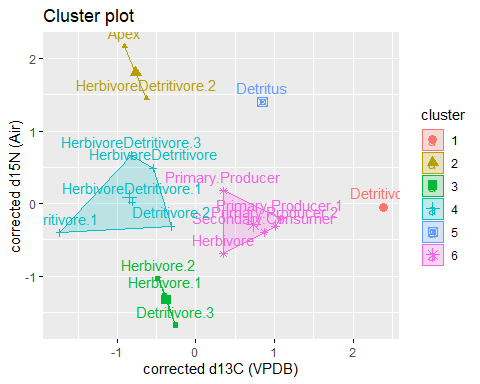 Cluster plot
Apex
HerbivoreDetritivore.2
Detritus
HerbivoreDetritivore.3
HerbivoreDetritivore
Primary.Producer
HerbivoreDetritivore.1
Detritivo
Primary.Producer.1
Detritivore.2
Primary.Producer.2
ritivore.1
Secondary.Consumer
Herbivore
Herbivore.2
Herbivore.1
Detritivore.3
2
1
0
-1
-1
0
1
2
corrected d15N (Air)
corrected d13C (VPDB)
cluster
1
2
3
4
5
6